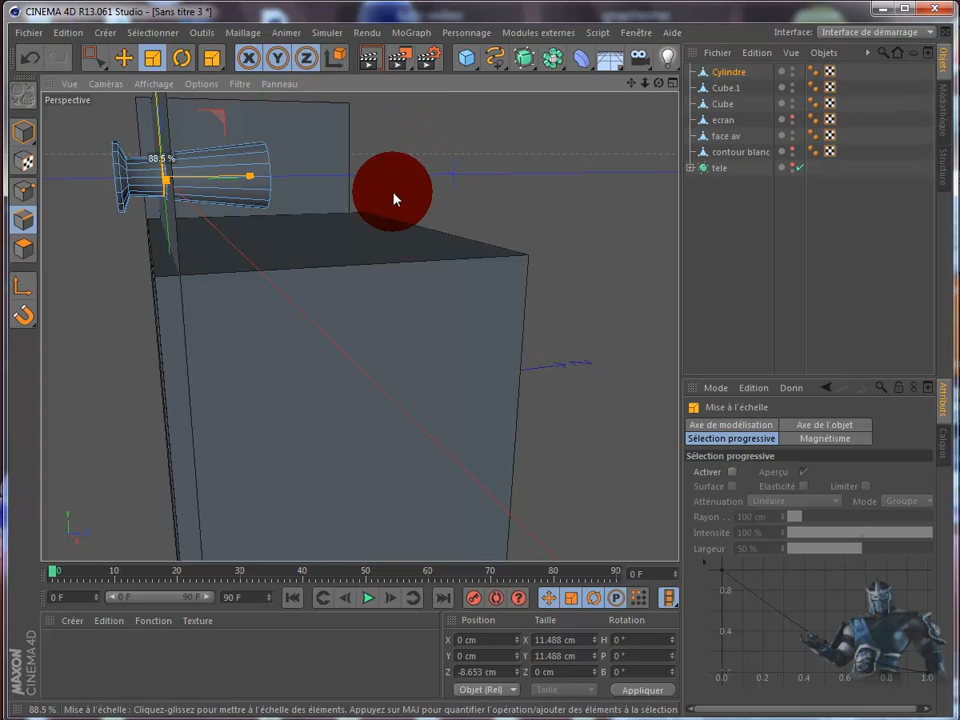 CINEMA 4D R13.061 Studio - [Sans titre 3 *]
Fichier Edition Créer Sélectionner Outils Maillage Animer Simuler Rendu MoGraph Personnage Modules externes Script Fenêtre Aide Interface: Interface de démarrage
X Y Z
Fichier Edition Vue Objets
Vue Caméras Affichage Options Filtre Panneau
Perspective
88.5 %
Cylindre
Cube.1
Cube
ecran
face av
contour blanc
tele
Objets
Médiathèque
Structure
Mode Edition Donn
Mise à l'échelle
Axe de modélisation Axe de l'objet
Sélection progressive Magnétisme
Sélection progressive
Activer Aperçu
Surface Elasticité Limiter
Atténuation Linéaire Mode Groupe
Rayon . . 100 cm
Intensité 100 %
Largeur 50 %
0.8
0.4
0.0 0.2 0.4 0.6 0.8 1.0
Attributs
Calques
Y
X
0 10 20 30 40 50 60 70 80 90 0 F
0 F 0 F 90 F 90 F
P
Créer Edition Fonction Texture
Position Taille Rotation
X 0 cm X 11.488 cm H 0 °
Y 0 cm Y 11.488 cm P 0 °
Z -8.653 cm Z 0 cm B 0 °
Objet (Rel) Taille Appliquer
MAXON
CINEMA 4D
88.5 % Mise à l'échelle : Cliquez-glissez pour mettre à l'échelle des éléments. Appuyez sur MAJ pour quantifier l'opération/ajouter des éléments à la sélection